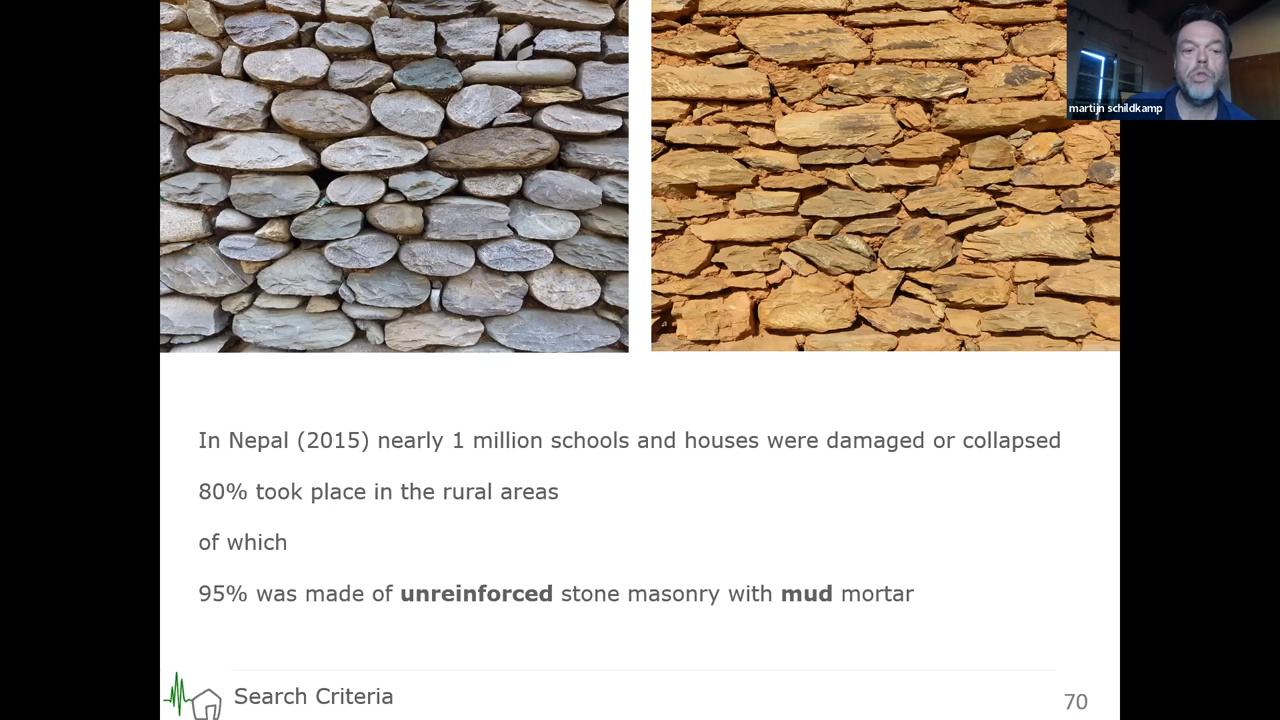 martijn schildkamp
In Nepal (2015) nearly 1 million schools and houses were damaged or collapsed
80% took place in the rural areas
of which
95% was made of unreinforced stone masonry with mud mortar
Search Criteria
70